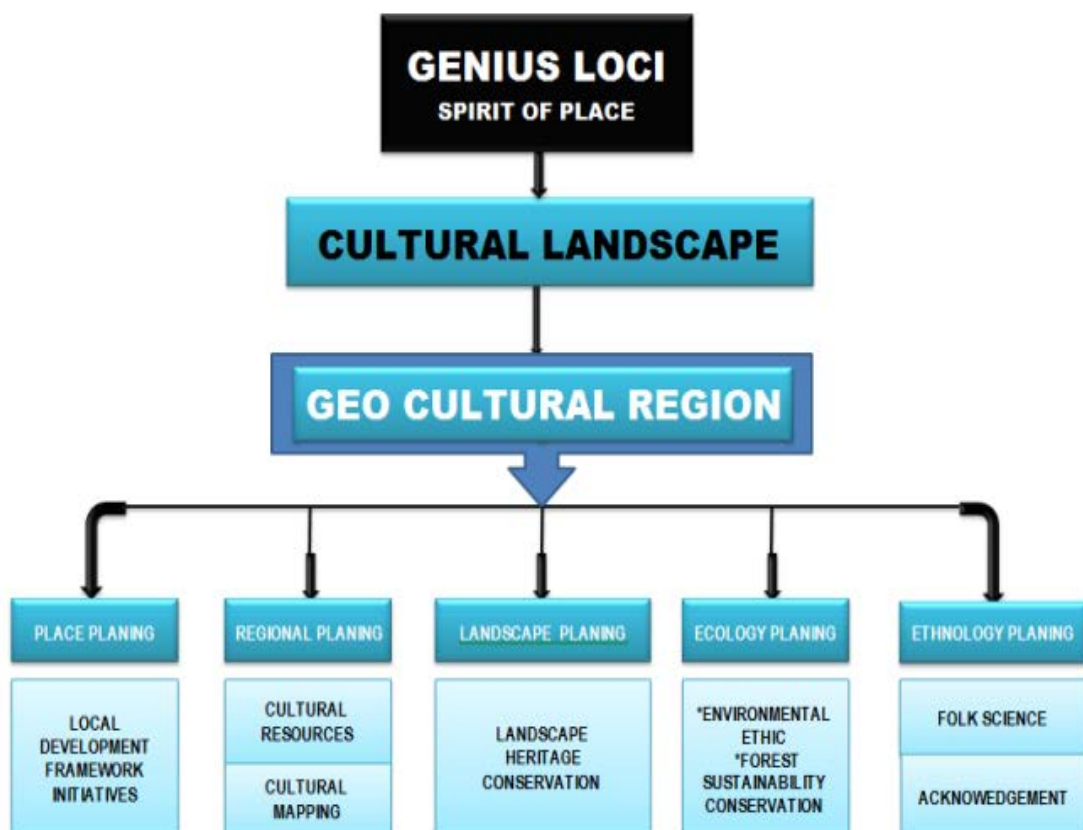 GENIUS LOCI
SPIRIT OF PLACE
CULTURAL LANDSCAPE
GEO CULTURAL REGION
PLACE PLANING
REGIONAL PLANING
LANDSCAPE PLANING
ECOLOGY PLANING
ETHNOLOGY PLANING
LOCAL
DEVELOPMENT
FRAMEWORK
INITIATIVES
CULTURAL
RESOURCES
CULTURAL
MAPPING
LANDSCAPE
HERITAGE
CONSERVATION
*ENVIRONMENTAL
ETHIC
*FOREST
SUSTAINABILITY
CONSERVATION
FOLK SCIENCE
ACKNOWEDGEMENT